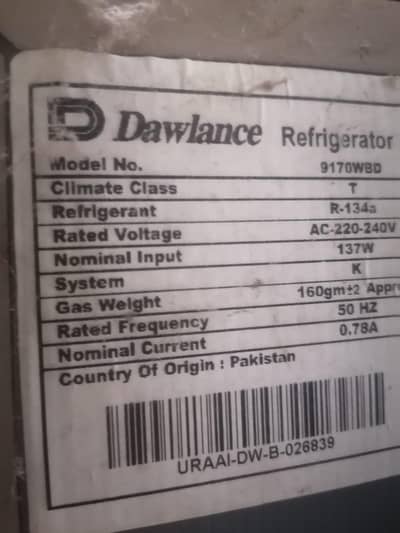 Dawlance Refrigerator
Model No. 9170WBD
Climate Class T
Refrigerant R-134a
Rated Voltage AC-220-240V
Nominal Input 137W
System K
Gas Weight 160gm±2 Appr
Rated Frequency 50 HZ
Nominal Current 0.78A
Country Of Origin : Pakistan
URAAI-DW-B-026839